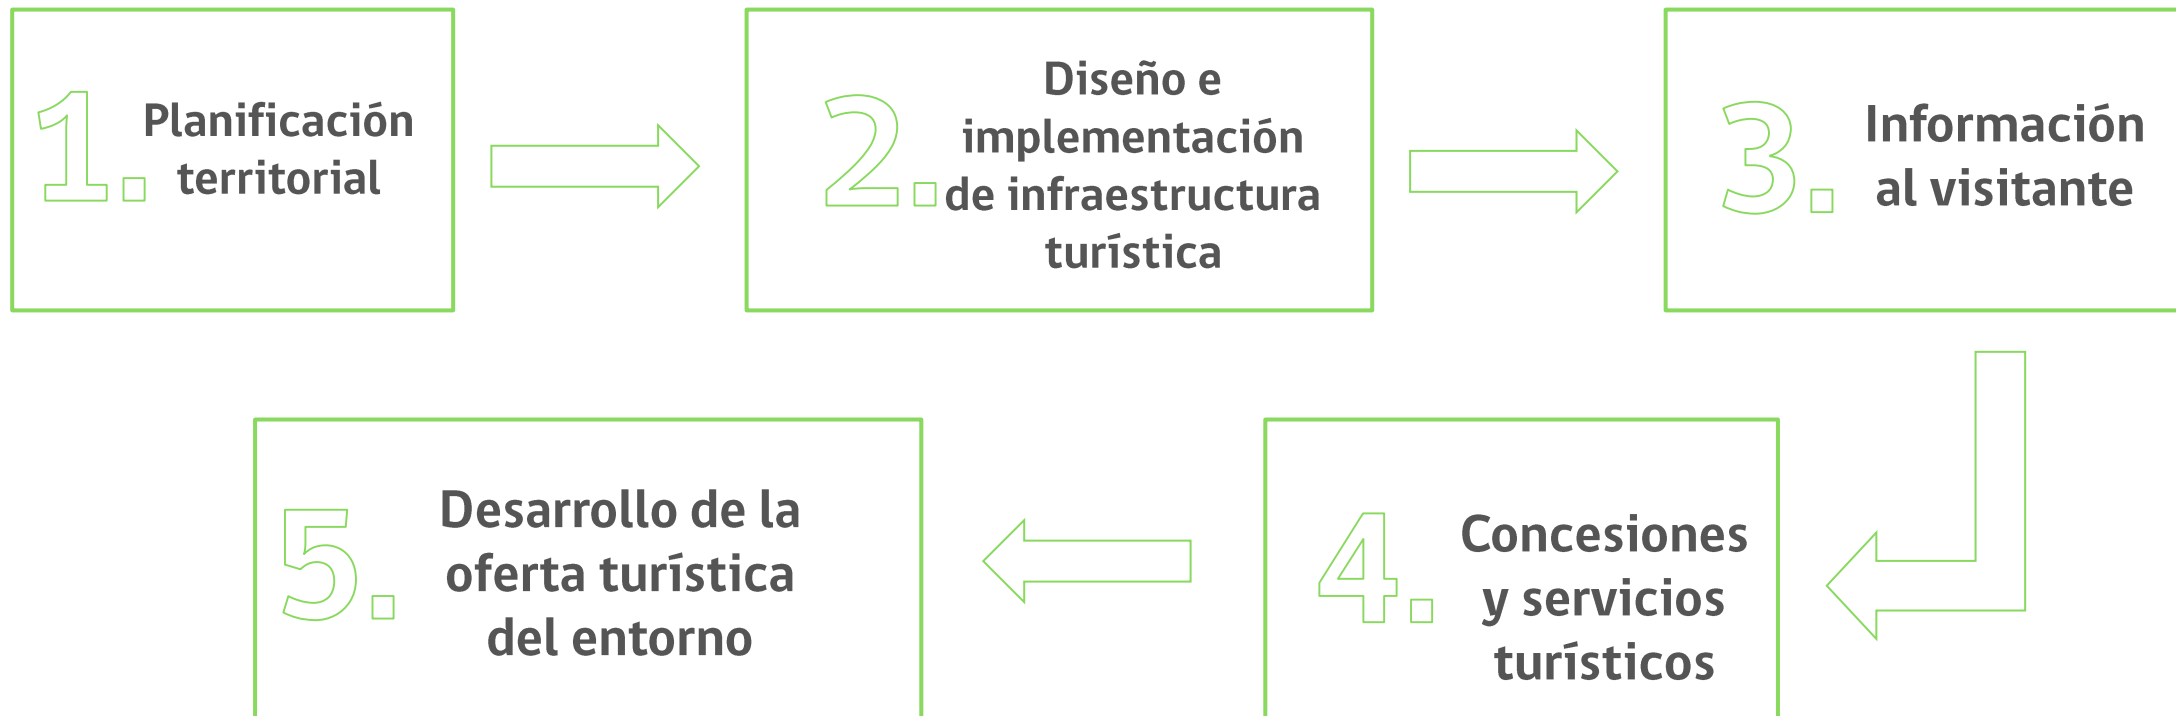 1. Planificación
territorial
2. Diseño e
implementación
de infraestructura
turística
3. Información
al visitante
4. Concesiones
y servicios
turísticos
5. Desarrollo de la
oferta turística
del entorno